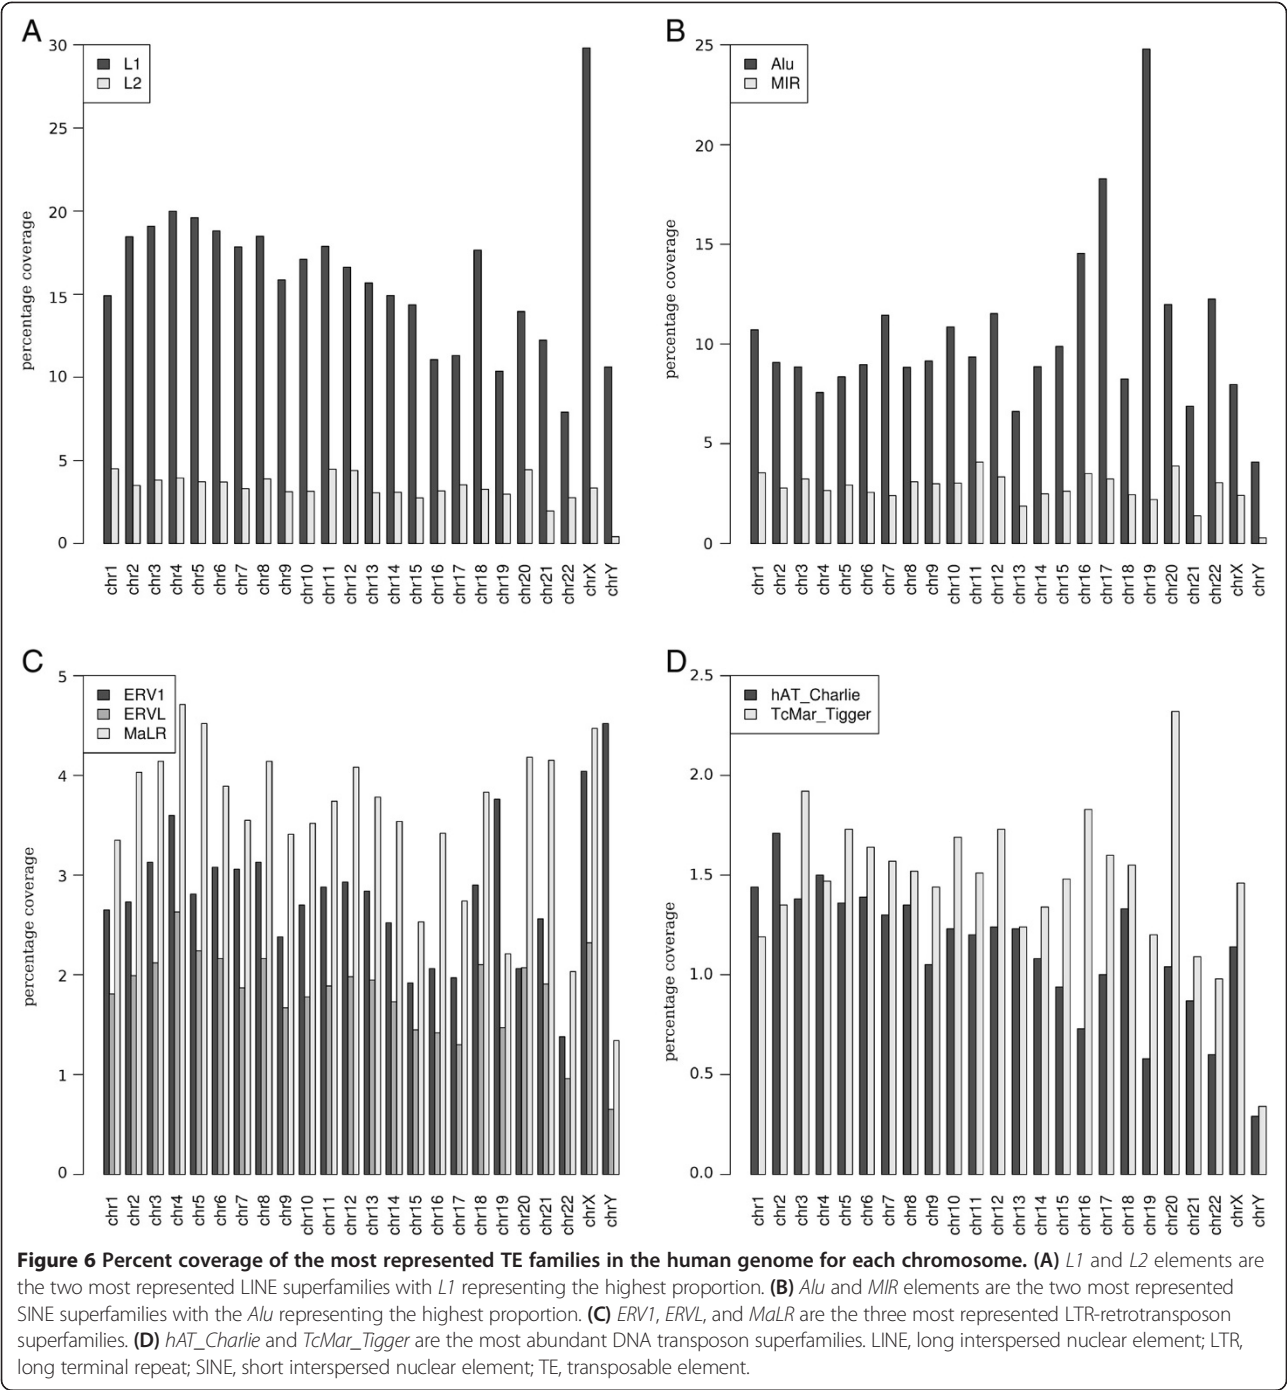 A
30
25
20
15
10
5
0
percentage coverage
L1
L2
chr1
chr2
chr3
chr4
chr5
chr6
chr7
chr8
chr9
chr10
chr11
chr12
chr13
chr14
chr15
chr16
chr17
chr18
chr19
chr20
chr21
chr22
chrX
chrY
B
25
20
15
10
5
0
percentage coverage
Alu
MIR
chr1
chr2
chr3
chr4
chr5
chr6
chr7
chr8
chr9
chr10
chr11
chr12
chr13
chr14
chr15
chr16
chr17
chr18
chr19
chr20
chr21
chr22
chrX
chrY
C
5
4
3
2
1
0
percentage coverage
ERV1
ERVL
MaLR
chr1
chr2
chr3
chr4
chr5
chr6
chr7
chr8
chr9
chr10
chr11
chr12
chr13
chr14
chr15
chr16
chr17
chr18
chr19
chr20
chr21
chr22
chrX
chrY
D
2.5
2.0
1.5
1.0
0.5
0.0
percentage coverage
hAT_Charlie
TcMar_Tigger
chr1
chr2
chr3
chr4
chr5
chr6
chr7
chr8
chr9
chr10
chr11
chr12
chr13
chr14
chr15
chr16
chr17
chr18
chr19
chr20
chr21
chr22
chrX
chrY
Figure 6 Percent coverage of the most represented TE families in the human genome for each chromosome. (A) L1 and L2 elements are
the two most represented LINE superfamilies with L1 representing the highest proportion. (B) Alu and MIR elements are the two most represented
SINE superfamilies with the Alu representing the highest proportion. (C) ERV1, ERVL, and MaLR are the three most represented LTR-retrotransposon
superfamilies. (D) hAT_Charlie and TcMar_Tigger are the most abundant DNA transposon superfamilies. LINE, long interspersed nuclear element; LTR,
long terminal repeat; SINE, short interspersed nuclear element; TE, transposable element.